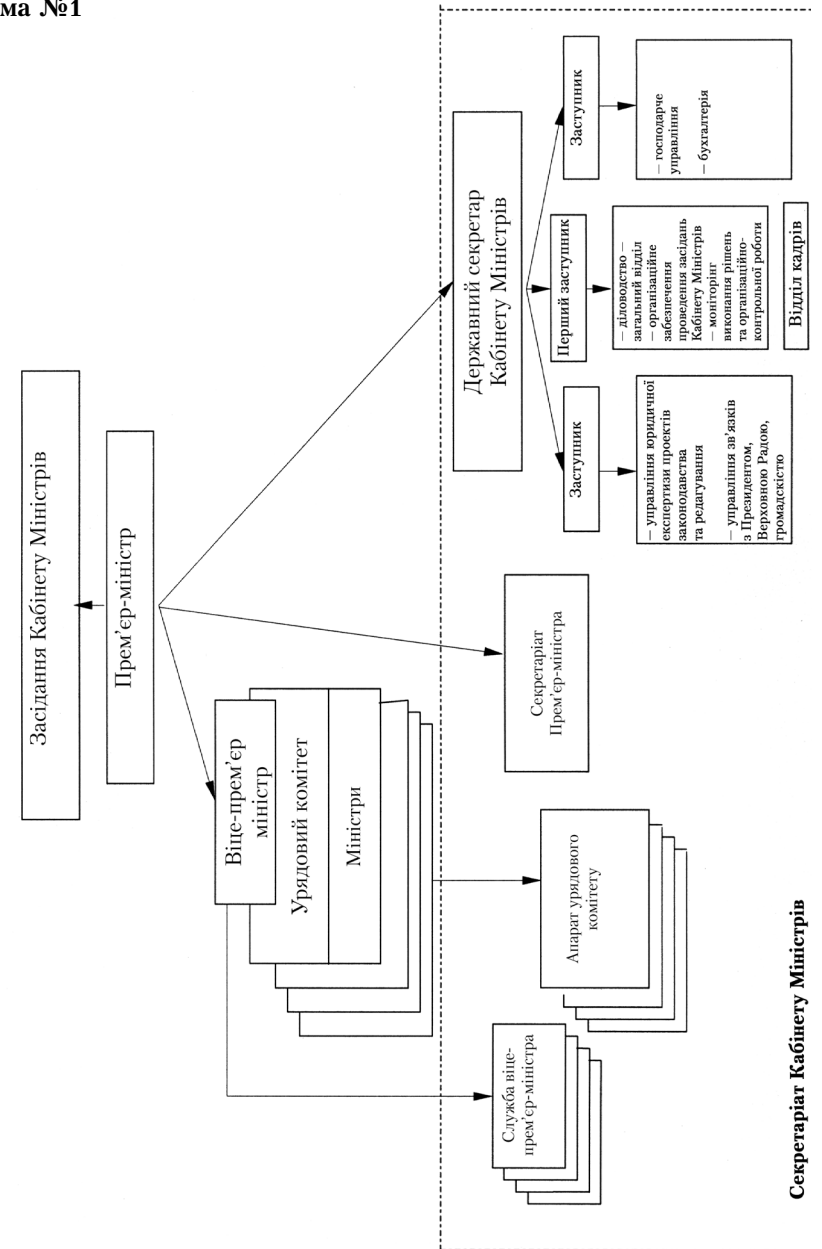 ма №1
Засідання Кабінету Міністрів
Прем’єр-міністр
Віце-прем’єр
міністр
Урядовий комітет
Міністри
Служба віце-
прем’єр-міністра
Апарат урядового
комітету
Секретаріат
Прем’єр-міністра
Державний секретар
Кабінету Міністрів
Заступник
— управління юридичної
експертизи проектів
законодавства
та редагування
— управління зв’язків
з Президентом,
Верховною Радою,
громадскістю
Перший заступник
— діловодство —
загальний відділ
— організаційне
забезпечення
проведення засідань
Кабінету Міністрів
— моніторінг
виконання рішень
та організаційно-
контрольної роботи
Відділ кадрів
Заступник
— господарче
управління
— бухгалтерія
Секретаріат Кабінету Міністрів